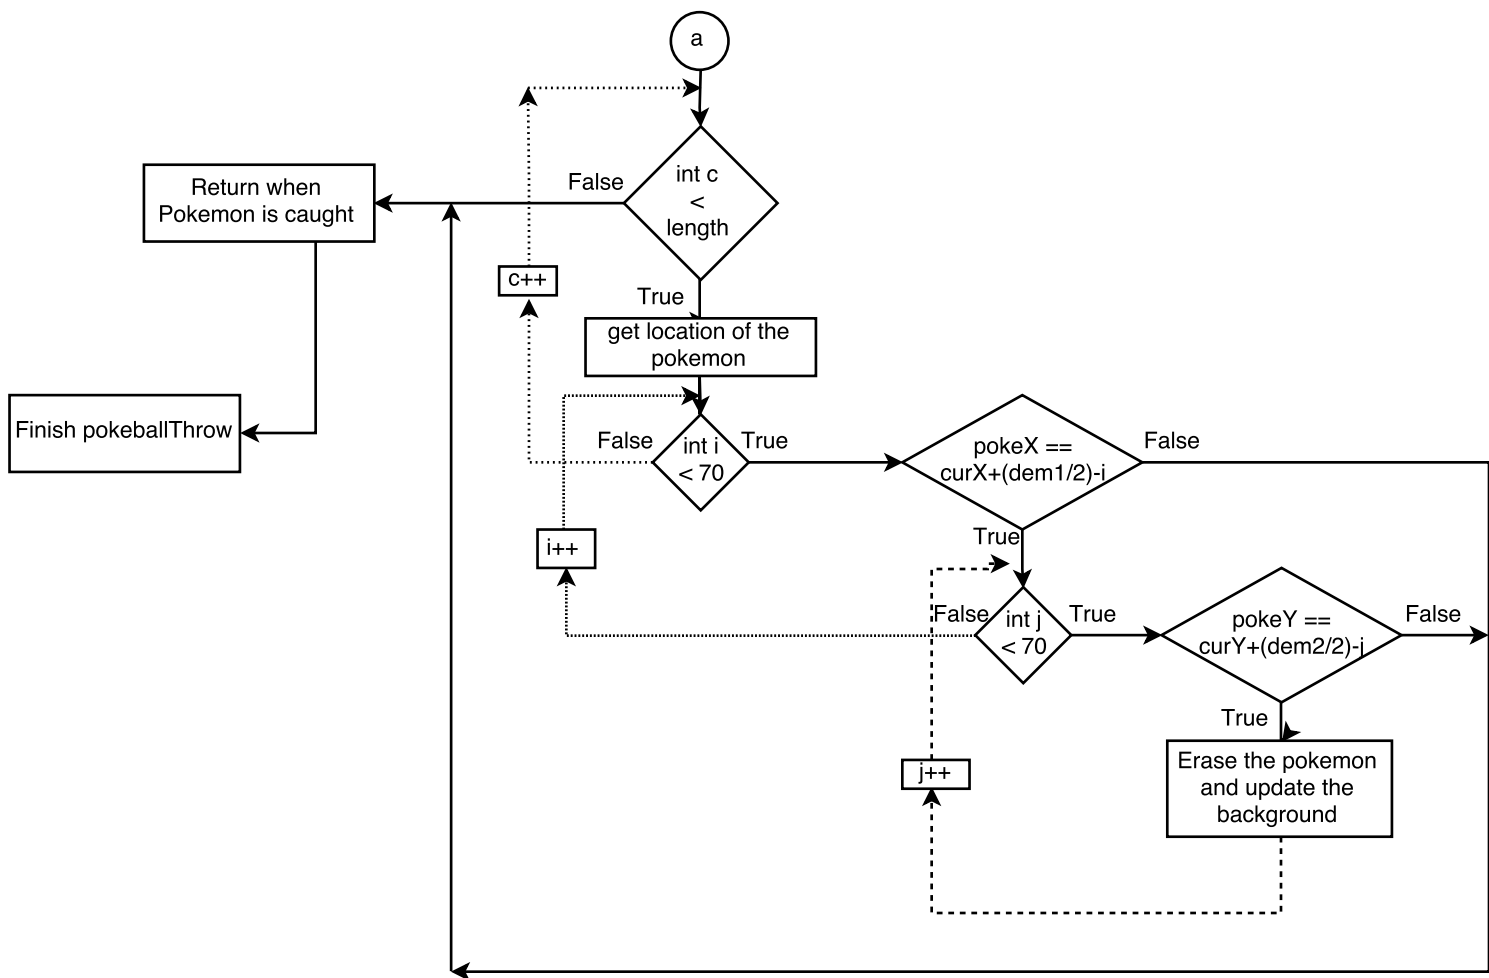 a
int c
<
length
False
Return when
Pokemon is caught
c++
True
get location of the
pokemon
Finish pokeballThrow
False
int i
< 70
True
pokeX ==
curX+(dem1/2)-i
False
i++
True
False
int j
< 70
True
pokeY ==
curY+(dem2/2)-j
False
True
j++
Erase the pokemon
and update the
background